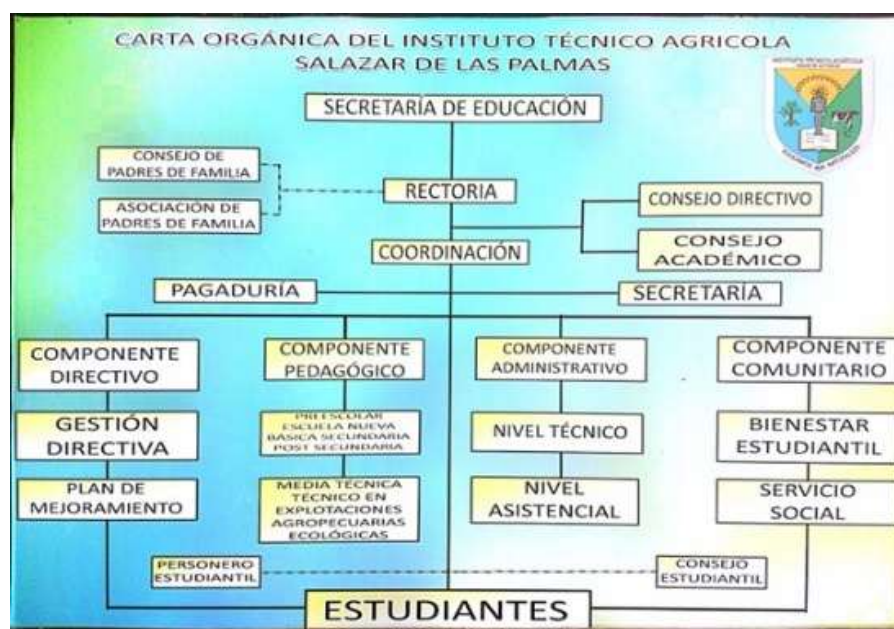 CARTA ORGÁNICA DEL INSTITUTO TÉCNICO AGRICOLA
SALAZAR DE LAS PALMAS
SECRETARÍA DE EDUCACIÓN
CONSEJO DE
PADRES DE FAMILIA
ASOCIACIÓN DE
PADRES DE FAMILIA
RECTORIA
CONSEJO DIRECTIVO
COORDINACIÓN
CONSEJO
ACADÉMICO
PAGADURÍA
SECRETARÍA
COMPONENTE
DIRECTIVO
COMPONENTE
PEDAGÓGICO
COMPONENTE
ADMINISTRATIVO
COMPONENTE
COMUNITARIO
GESTIÓN
DIRECTIVA
PREESCOLAR
ESCUELA NUEVA
BÁSICA SECUNDARIA
POST SECUNDARIA
NIVEL TÉCNICO
BIENESTAR
ESTUDIANTIL
PLAN DE
MEJORAMIENTO
MEDIA TÉCNICA
TÉCNICO EN
EXPLOTACIONES
AGROPECUARIAS
ECOLÓGICAS
NIVEL
ASISTENCIAL
SERVICIO
SOCIAL
PERSONERO
ESTUDIANTIL
CONSEJO
ESTUDIANTIL
ESTUDIANTES